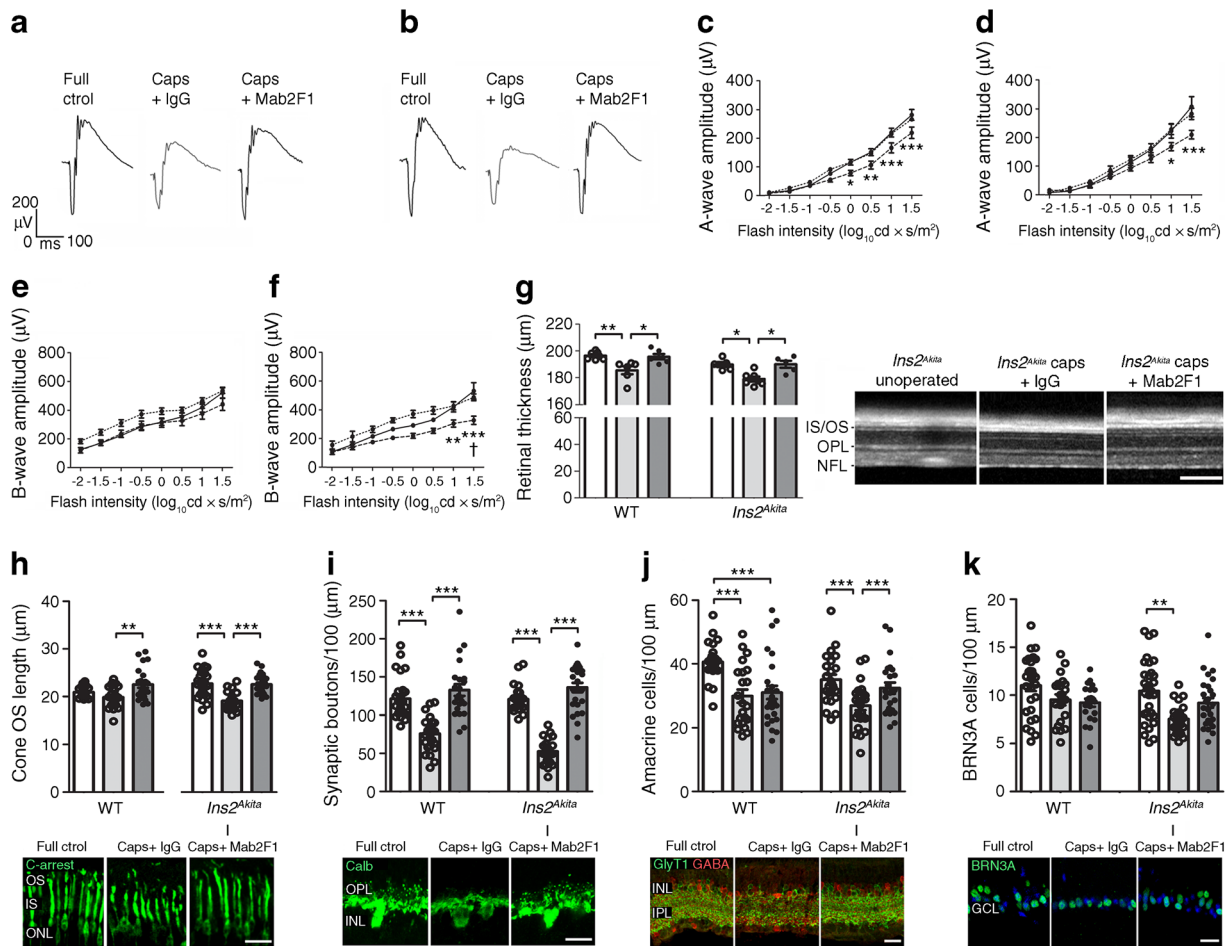 a
Full
ctrol
Caps
+ IgG
Caps
+ Mab2F1
200
µV
0 ms 100
b
Full
ctrol
Caps
+ IgG
Caps
+ Mab2F1
c
A-wave amplitude (µV)
400
300
200
100
0
-2 -1.5 -1 -0.5 0 0.5 1 1.5
* ** *** ***
Flash intensity (log10cd × s/m²)
d
A-wave amplitude (µV)
400
300
200
100
0
-2 -1.5 -1 -0.5 0 0.5 1 1.5
* ***
Flash intensity (log10cd × s/m²)
e
B-wave amplitude (µV)
800
600
400
200
0
-2 -1.5 -1 -0.5 0 0.5 1 1.5
Flash intensity (log10cd × s/m²)
f
B-wave amplitude (µV)
800
600
400
200
0
-2 -1.5 -1 -0.5 0 0.5 1 1.5
** ***
†
Flash intensity (log10cd × s/m²)
g
Retinal thickness (µm)
220
200
180
160
60
40
20
0
** * * *
WT Ins2Akita
Ins2Akita
unoperated
Ins2Akita caps
+ IgG
Ins2Akita caps
+ Mab2F1
IS/OS
OPL
NFL
h
Cone OS length (µm)
40
30
20
10
0
** *** ***
WT Ins2Akita
Full ctrol Caps+ IgG Caps+ Mab2F1
C-arrest
OS
IS
ONL
i
Synaptic boutons/100 (µm)
250
200
150
100
50
0
*** *** *** ***
WT Ins2Akita
Full ctrol Caps+ IgG Caps+ Mab2F1
Calb
OPL
INL
j
Amacrine cells/100 µm
60
40
20
0
***
*** *** ***
WT Ins2Akita
Full ctrol Caps+ IgG Caps+ Mab2F1
GlyT1 GABA
INL
IPL
k
BRN3A cells/100 µm
20
15
10
5
0
**
WT Ins2Akita
Full ctrol Caps+ IgG Caps+ Mab2F1
BRN3A
GCL